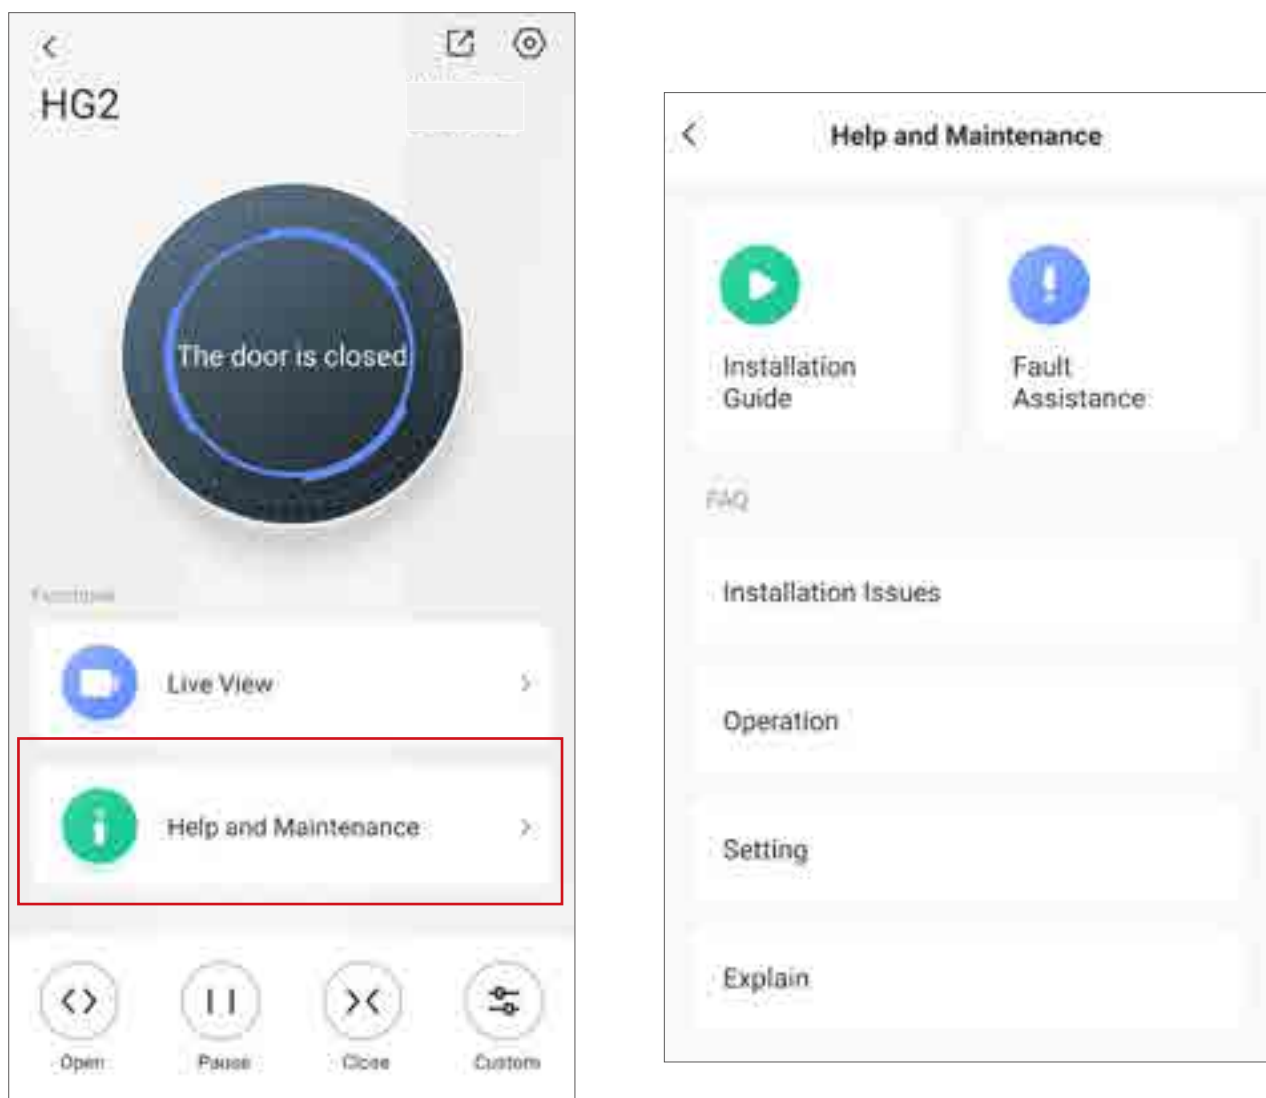 HG2
The door is closed
Functions
Live View
Help and Maintenance
Open
Pause
Close
Custom
Help and Maintenance
Installation
Guide
Fault
Assistance
FAQ
Installation Issues
Operation
Setting
Explain